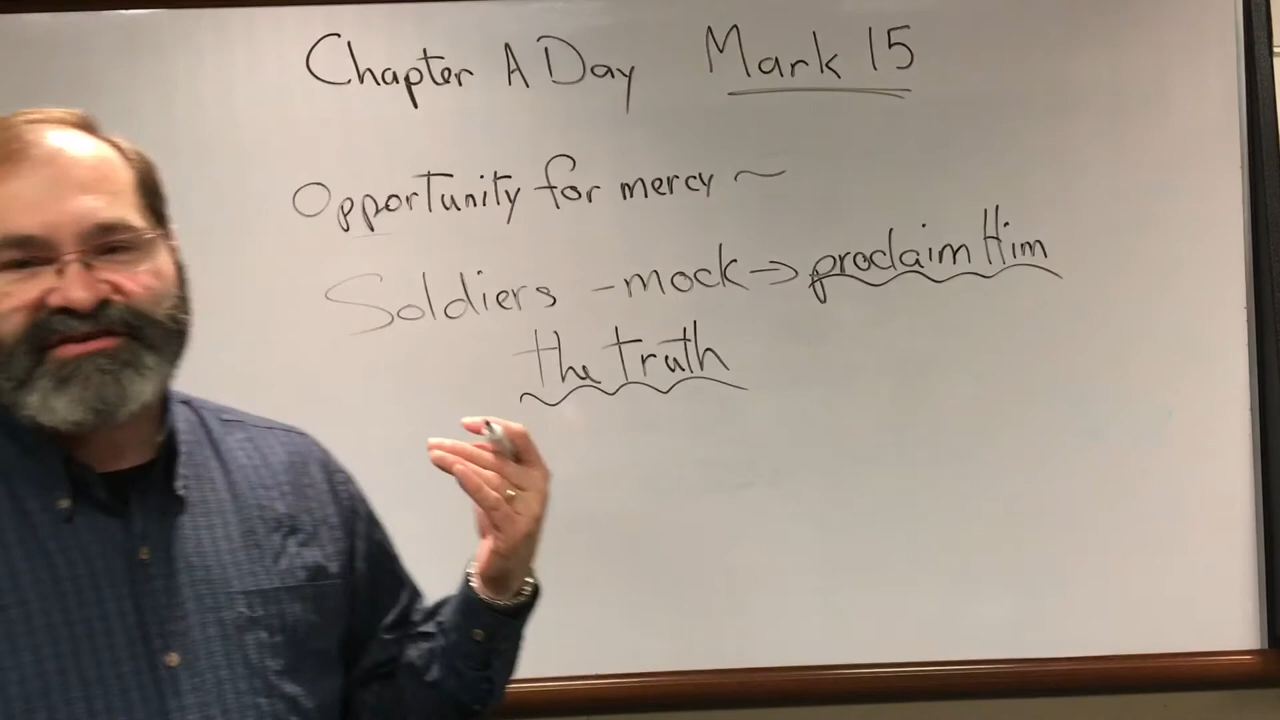 Chapter A Day Mark 15
Opportunity for mercy ~
Soldiers - mock → proclaim Him
the truth